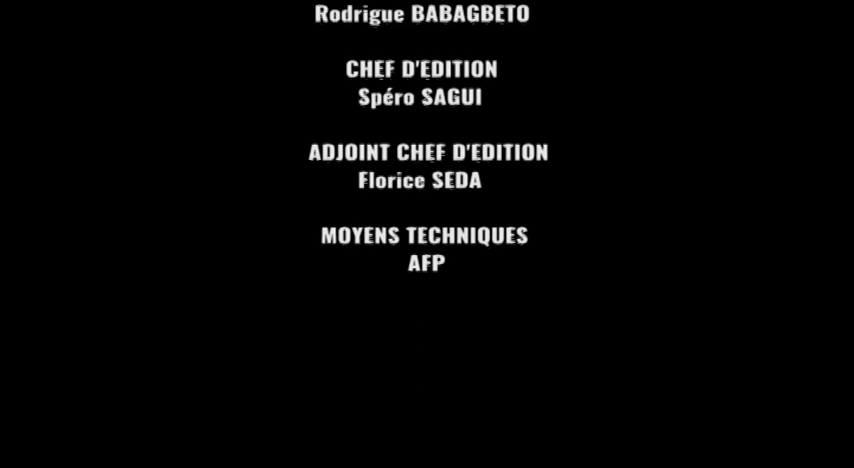 Rodrigue BABAGBETO
CHEF D'EDITION
Spéro SAGUI
ADJOINT CHEF D'EDITION
Florice SEDA
MOYENS TECHNIQUES
AFP